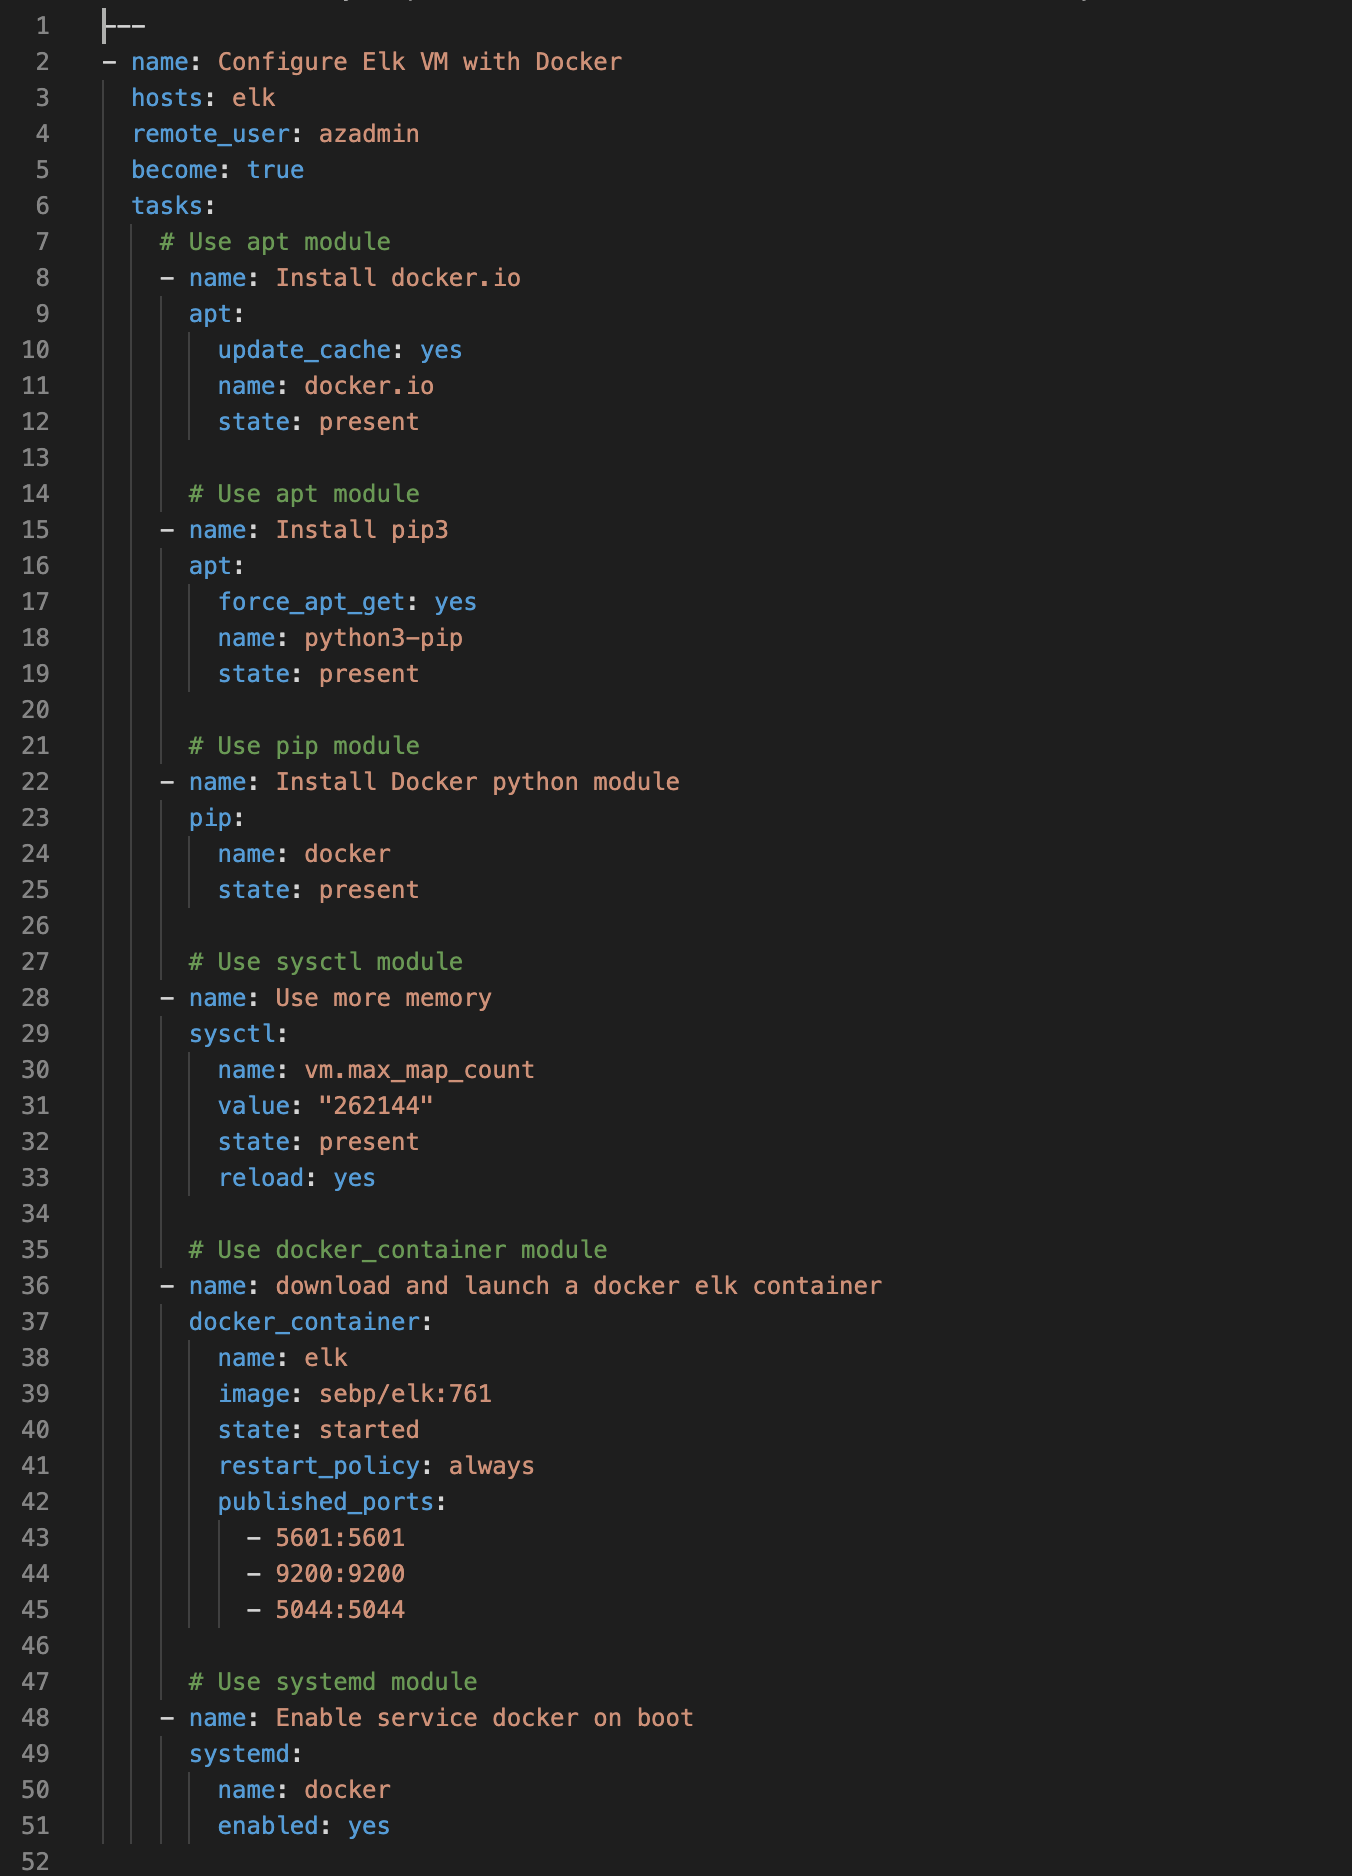 1 ---
2 - name: Configure Elk VM with Docker
3   hosts: elk
4   remote_user: azadmin
5   become: true
6   tasks:
7     # Use apt module
8     - name: Install docker.io
9       apt:
10         update_cache: yes
11         name: docker.io
12         state: present
13
14       # Use apt module
15     - name: Install pip3
16       apt:
17         force_apt_get: yes
18         name: python3-pip
19         state: present
20
21       # Use pip module
22     - name: Install Docker python module
23       pip:
24         name: docker
25         state: present
26
27       # Use sysctl module
28     - name: Use more memory
29       sysctl:
30         name: vm.max_map_count
31         value: "262144"
32         state: present
33         reload: yes
34
35       # Use docker_container module
36     - name: download and launch a docker elk container
37       docker_container:
38         name: elk
39         image: sebp/elk:761
40         state: started
41         restart_policy: always
42         published_ports:
43           - 5601:5601
44           - 9200:9200
45           - 5044:5044
46
47       # Use systemd module
48     - name: Enable service docker on boot
49       systemd:
50         name: docker
51         enabled: yes
52